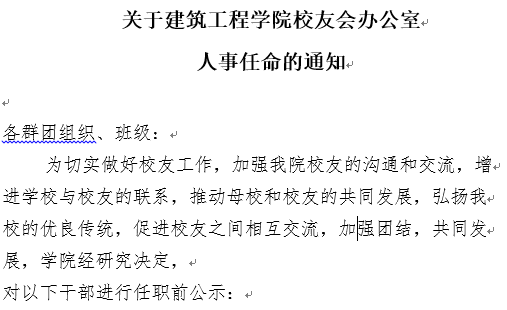 关于建筑工程学院校友会办公室
人事任命的通知
各群团组织、班级：
为切实做好校友工作，加强我院校友的沟通和交流，增
进学校与校友的联系，推动母校和校友的共同发展，弘扬我
校的优良传统，促进校友之间相互交流，加强团结，共同发
展，学院经研究决定，
对以下干部进行任职前公示：